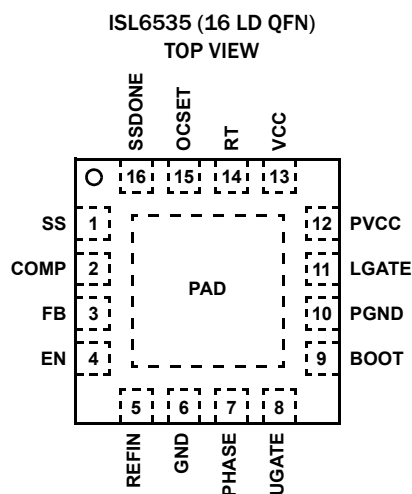 ISL6535 (16 LD QFN)
TOP VIEW
SSDONE
OCSET
RT
VCC
16
15
14
13
SS
1
12
PVCC
COMP
2
11
LGATE
PAD
FB
3
10
PGND
EN
4
9
BOOT
5
6
7
8
REFIN
GND
PHASE
UGATE